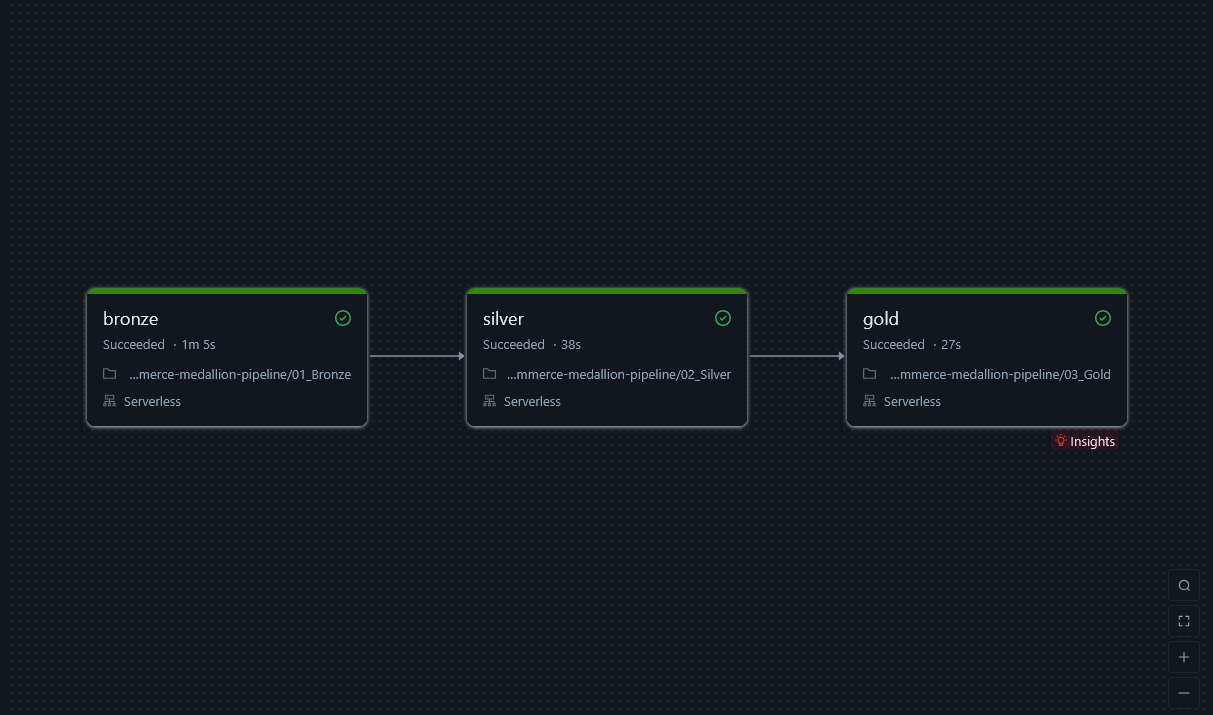 bronze
Succeeded · 1m 5s
...merce-medallion-pipeline/01_Bronze
Serverless
silver
Succeeded · 38s
...mmerce-medallion-pipeline/02_Silver
Serverless
gold
Succeeded · 27s
...mmerce-medallion-pipeline/03_Gold
Serverless
Insights